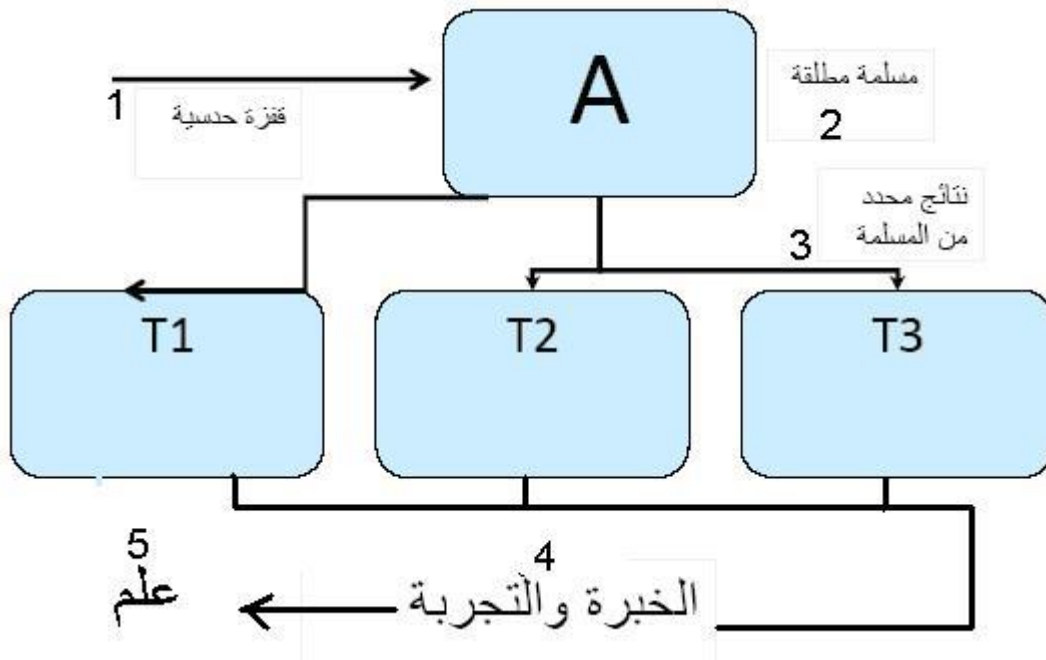 A
مسلمة مطلقة
2
1
قفزة حدسية
نتائج محدد
من المسلمة
3
T1
T2
T3
4
الخبرة والتجربة
5
علم